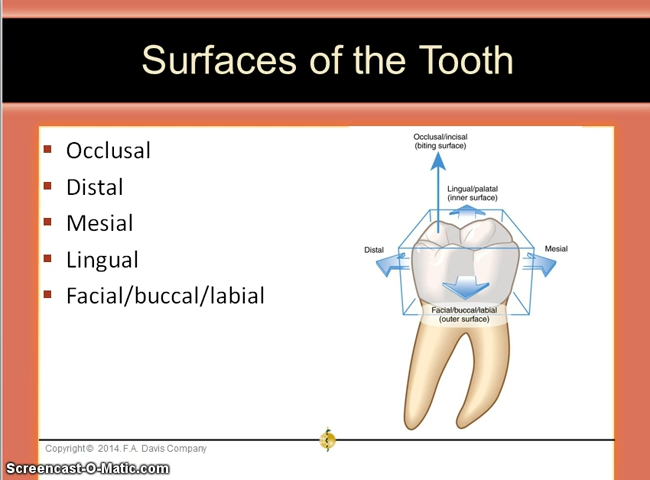 Surfaces of the Tooth
Occlusal
Distal
Mesial
Lingual
Facial/buccal/labial
Occlusal/incisal
(biting surface)
Lingual/palatal
(inner surface)
Distal
Mesial
Facial/buccal/labial
(outer surface)
Copyright © 2014. F.A. Davis Company
Screencast-O-Matic.com